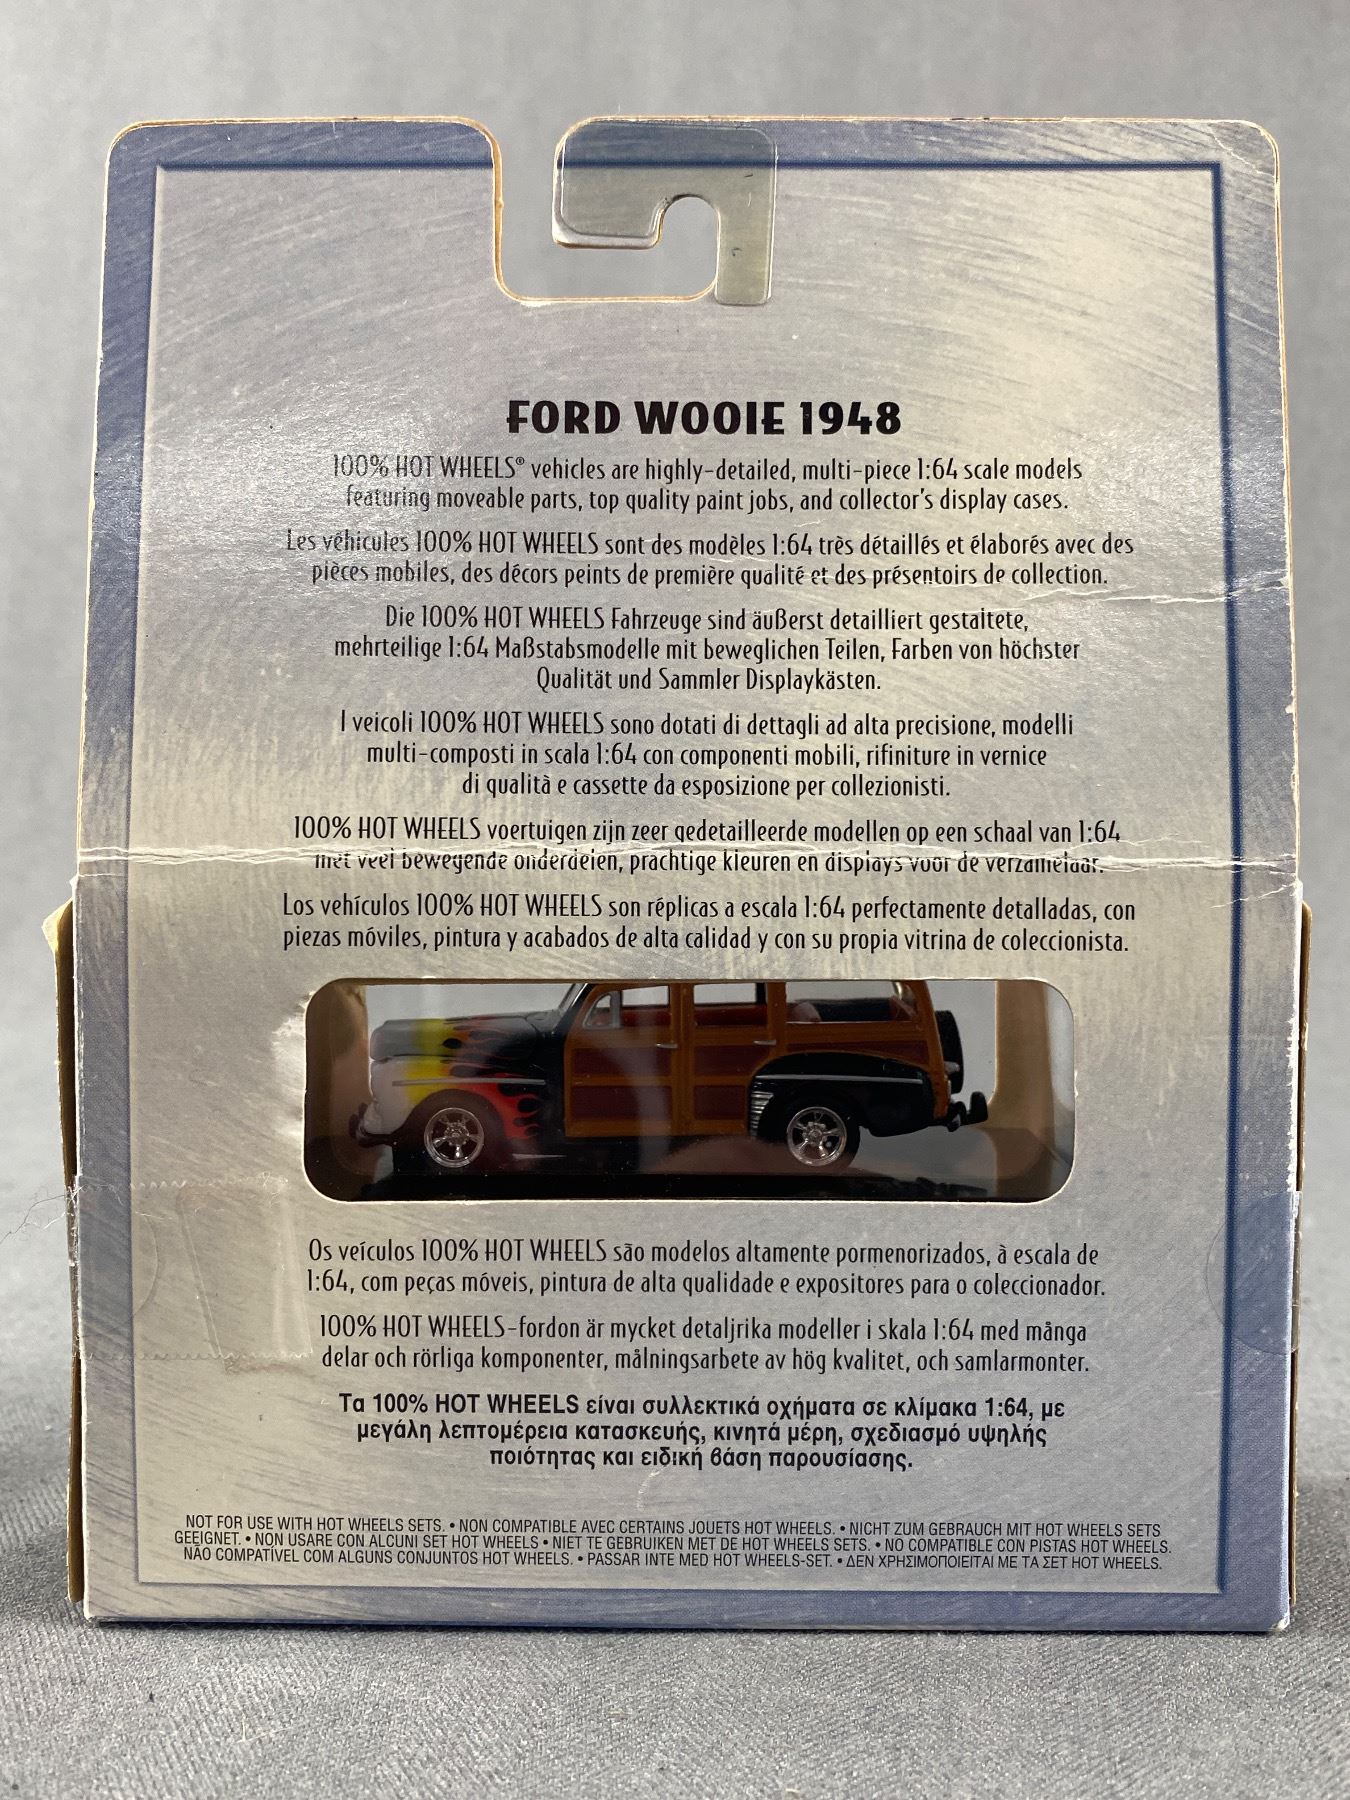 FORD WOOIE 1948
100% HOT WHEELS® vehicles are highly-detailed, multi-piece 1:64 scale models
featuring moveable parts, top quality paint jobs, and collector's display cases.
Les véhicules 100% HOT WHEELS sont des modèles 1:64 très détaillés et élaborés avec des
pièces mobiles, des décors peints de première qualité et des présentoirs de collection.
Die 100% HOT WHEELS Fahrzeuge sind äußerst detailliert gestaltete,
mehrteilige 1:64 Maßstabsmodelle mit beweglichen Teilen, Farben von höchster
Qualität und Sammler Displaykästen.
I veicoli 100% HOT WHEELS sono dotati di dettagli ad alta precisione, modelli
multi-composti in scala 1:64 con componenti mobili, rifiniture in vernice
di qualità e cassette da esposizione per collezionisti.
100% HOT WHEELS voertuigen zijn zeer gedetailleerde modellen op een schaal van 1:64
met veel bewegende onderdelen, prachtige kleuren en displays voor de verzamelaar.
Los vehículos 100% HOT WHEELS son réplicas a escala 1:64 perfectamente detalladas, con
piezas móviles, pintura y acabados de alta calidad y con su propia vitrina de coleccionista.
Os veículos 100% HOT WHEELS são modelos altamente pormenorizados, à escala de
1:64, com peças móveis, pintura de alta qualidade e expositores para o coleccionador.
100% HOT WHEELS-fordon är mycket detaljrika modeller i skala 1:64 med många
delar och rörliga komponenter, målningsarbete av hög kvalitet, och samlarmonter.
Τα 100% HOT WHEELS είναι συλλεκτικά οχήματα σε κλίμακα 1:64, με
μεγάλη λεπτομέρεια κατασκευής, κινητά μέρη, σχεδιασμό υψηλής
ποιότητας και ειδική βάση παρουσίασης.
NOT FOR USE WITH HOT WHEELS SETS. • NON COMPATIBLE AVEC CERTAINS JOUETS HOT WHEELS. • NICHT ZUM GEBRAUCH MIT HOT WHEELS SETS
GEEIGNET. • NON USARE CON ALCUNI SET HOT WHEELS • NIET TE GEBRUIKEN MET DE HOT WHEELS SETS. • NO COMPATIBLE CON PISTAS HOT WHEELS.
NÃO COMPATÍVEL COM ALGUNS CONJUNTOS HOT WHEELS. • PASSAR INTE MED HOT WHEELS-SET. • ΔΕΝ ΧΡΗΣΙΜΟΠΟΙΕΙΤΑΙ ΜΕ ΤΑ ΣΕΤ HOT WHEELS.